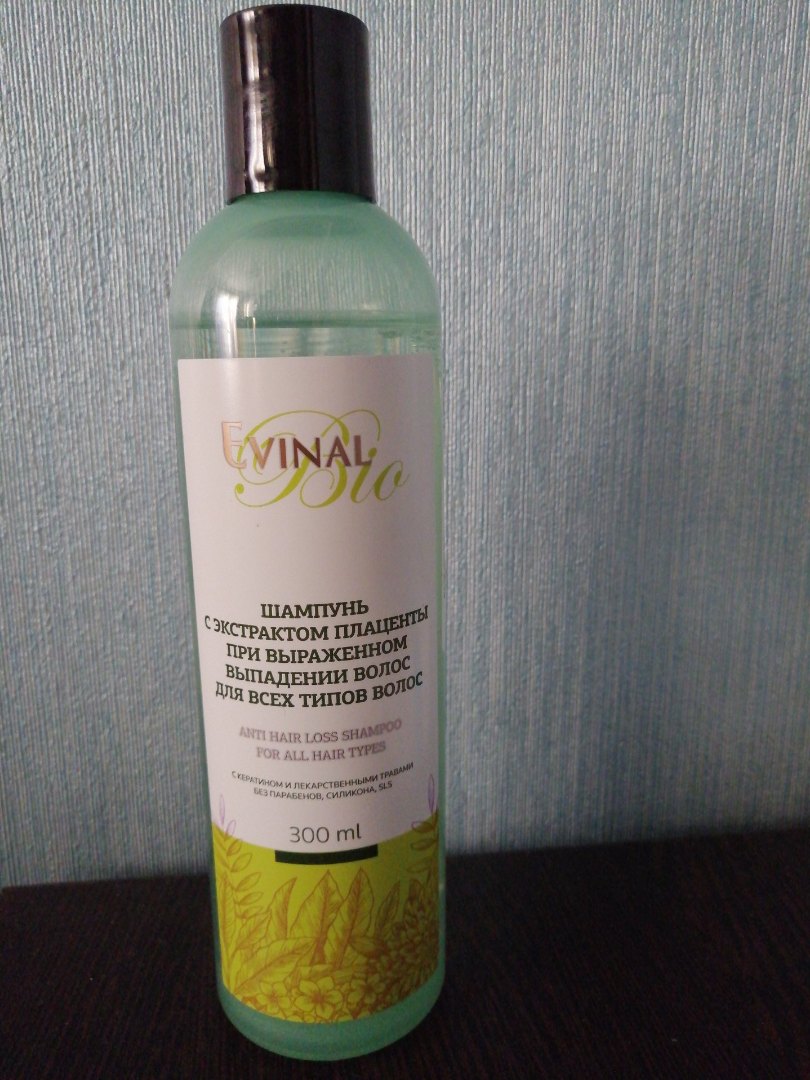 EVINAL
Bio
ШАМПУНЬ
С ЭКСТРАКТОМ ПЛАЦЕНТЫ
ПРИ ВЫРАЖЕННОМ
ВЫПАДЕНИИ ВОЛОС
ДЛЯ ВСЕХ ТИПОВ ВОЛОС
ANTI HAIR LOSS SHAMPOO
FOR ALL HAIR TYPES
С КЕРАТИНОМ И ЛЕКАРСТВЕННЫМИ ТРАВАМИ
БЕЗ ПАРАБЕНОВ, СИЛИКОНА, SLS
300 ml